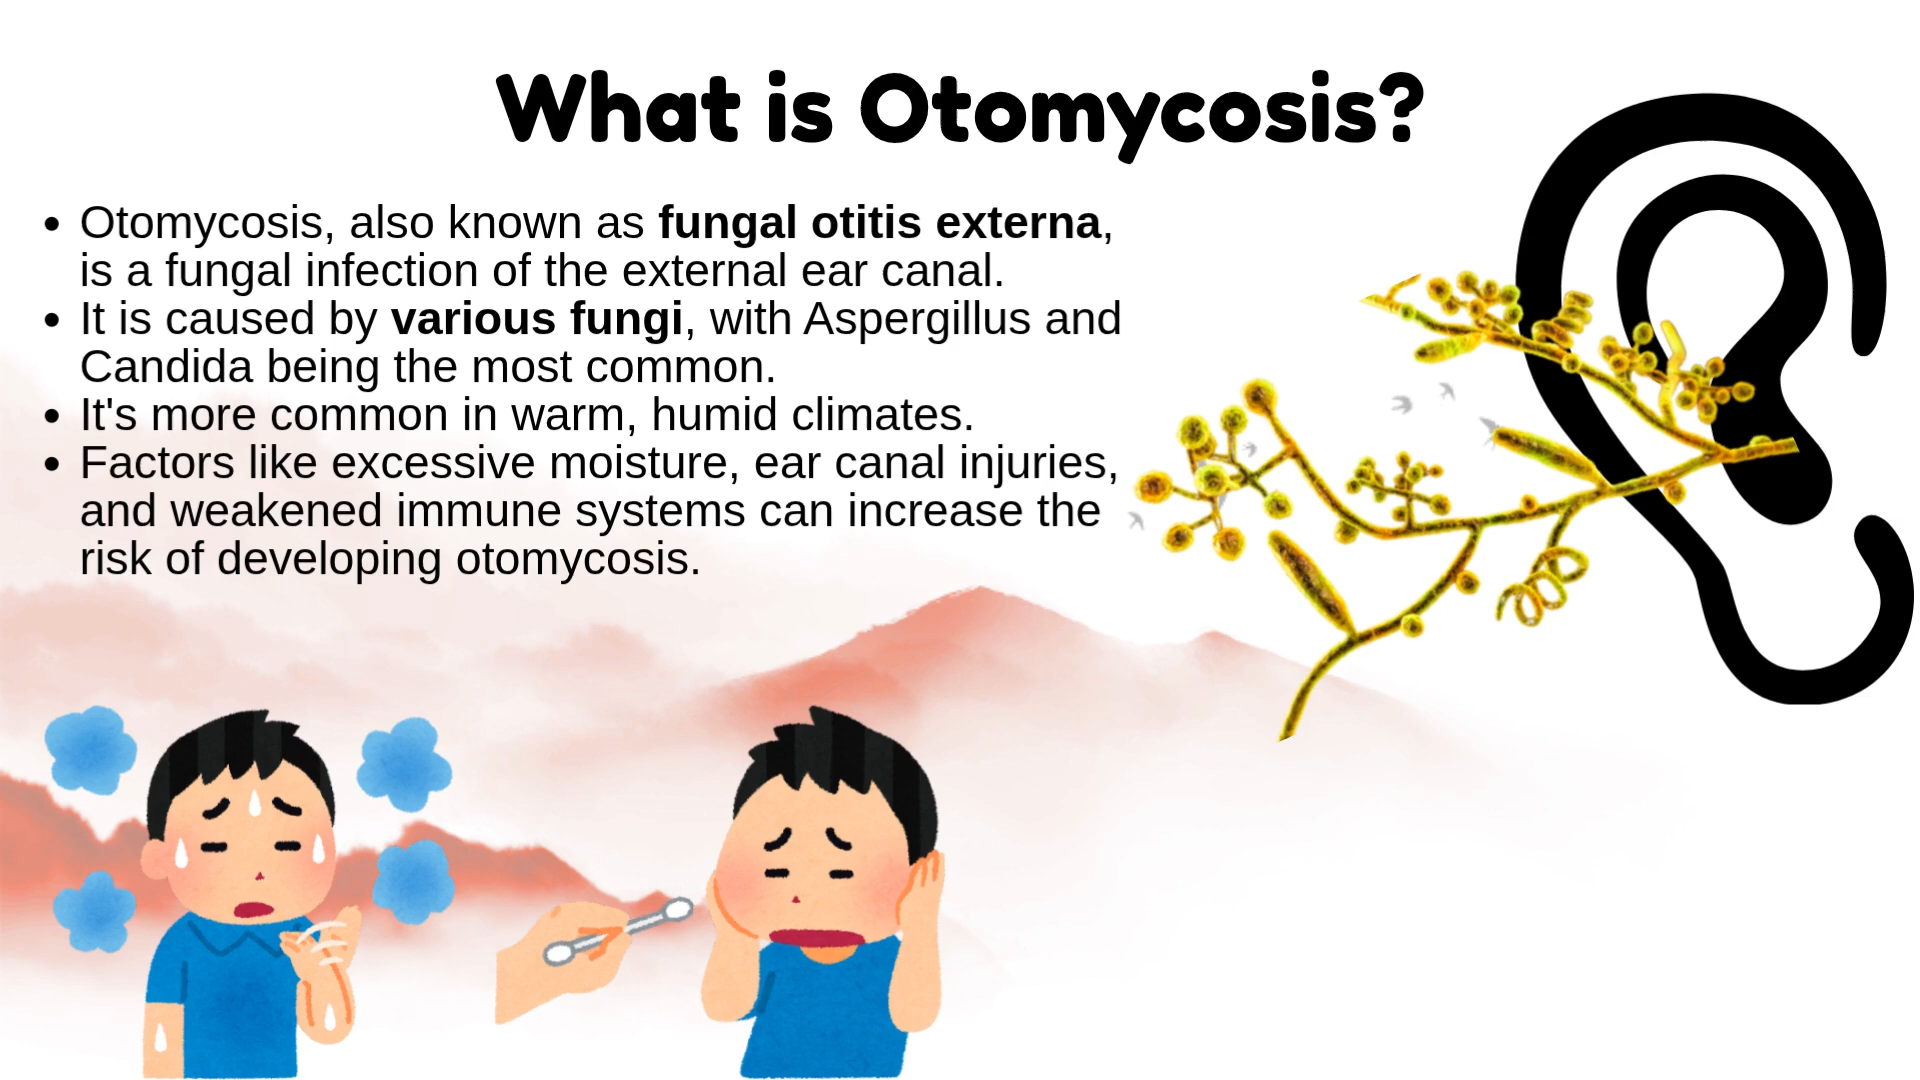 What is Otomycosis?
• Otomycosis, also known as fungal otitis externa,
is a fungal infection of the external ear canal.
• It is caused by various fungi, with Aspergillus and
Candida being the most common.
• It's more common in warm, humid climates.
• Factors like excessive moisture, ear canal injuries,
and weakened immune systems can increase the
risk of developing otomycosis.